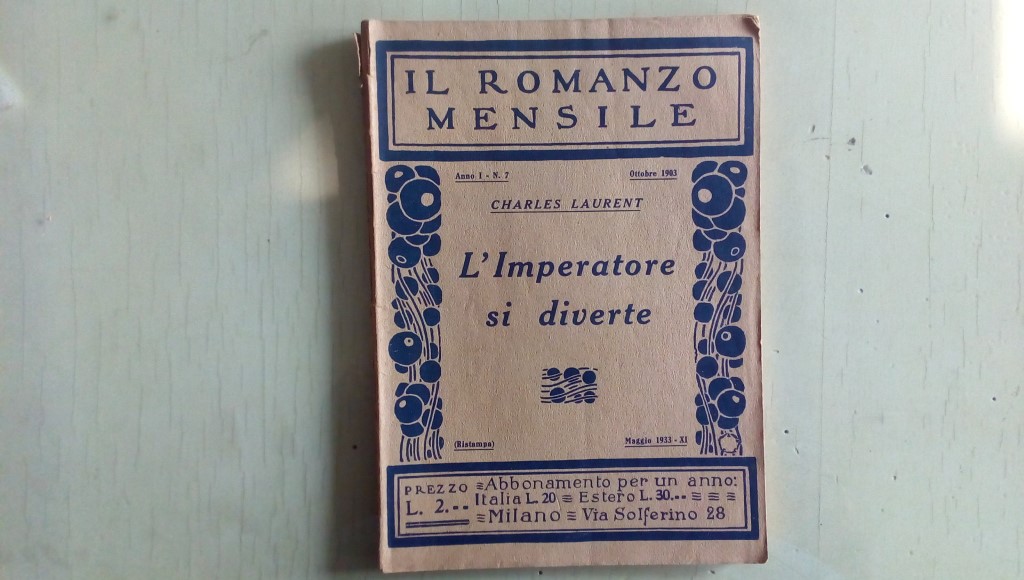 IL ROMANZO
MENSILE
Anno I - N. 7 Ottobre 1903
CHARLES LAURENT
L'Imperatore
si diverte
(Ristampa) Maggio 1933 - XI
PREZZO
L. 2.--
≡Abbonamento per un anno:
Italia L. 20 ≡ Estero L. 30.-- ≡ ≡ ≡
≡Milano ≡ Via Solferino 28